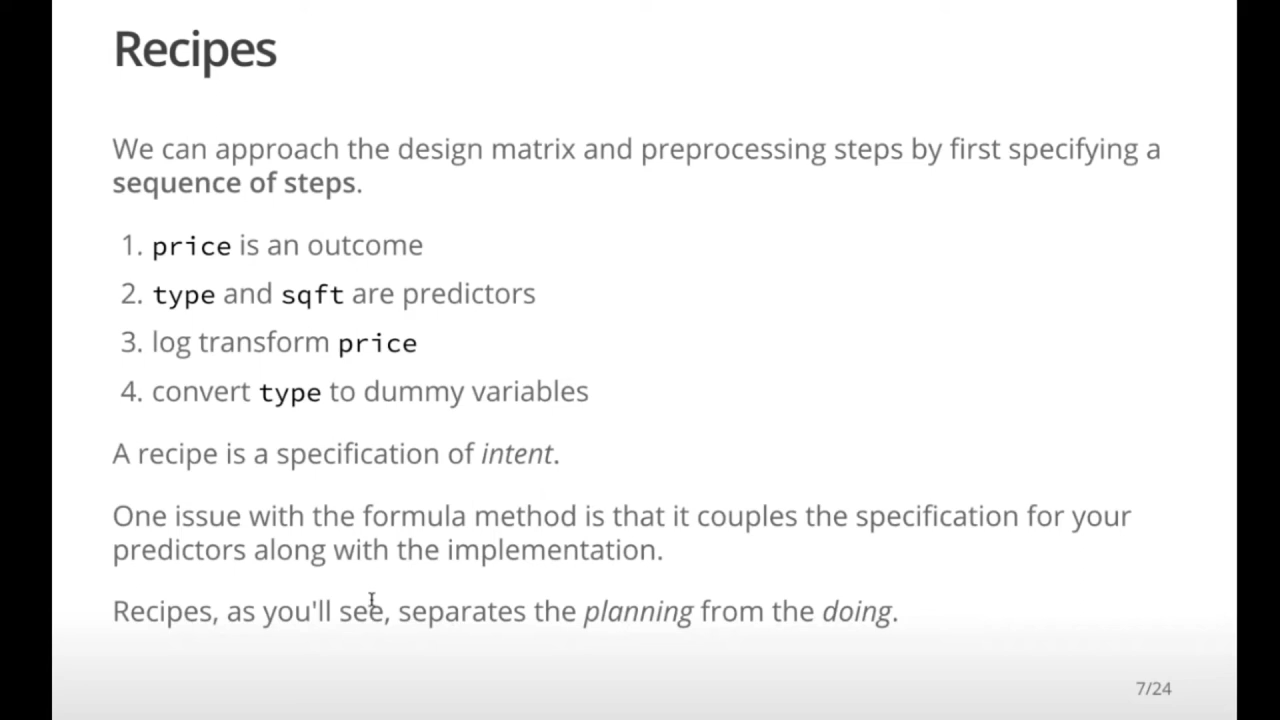 Recipes
We can approach the design matrix and preprocessing steps by first specifying a
sequence of steps.
1. price is an outcome
2. type and sqft are predictors
3. log transform price
4. convert type to dummy variables
A recipe is a specification of intent.
One issue with the formula method is that it couples the specification for your
predictors along with the implementation.
Recipes, as you'll see, separates the planning from the doing.
7/24